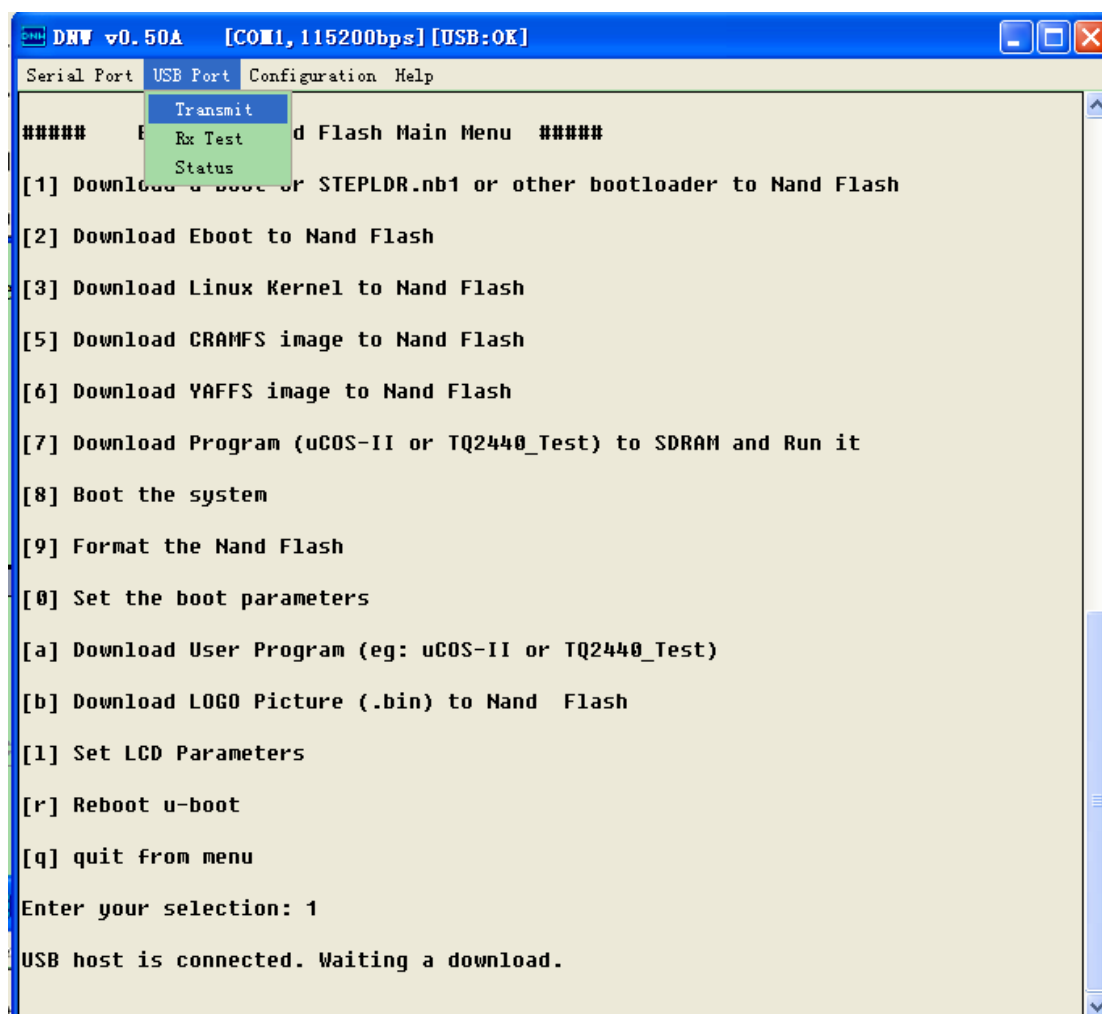 DNW v0.50A [COM1,115200bps][USB:OK]
Serial Port USB Port Configuration Help
Transmit
Rx Test
Status
##### d Flash Main Menu #####
[1] Download u-boot or STEPLDR.nb1 or other bootloader to Nand Flash
[2] Download Eboot to Nand Flash
[3] Download Linux Kernel to Nand Flash
[5] Download CRAMFS image to Nand Flash
[6] Download YAFFS image to Nand Flash
[7] Download Program (uCOS-II or TQ2440_Test) to SDRAM and Run it
[8] Boot the system
[9] Format the Nand Flash
[0] Set the boot parameters
[a] Download User Program (eg: uCOS-II or TQ2440_Test)
[b] Download LOGO Picture (.bin) to Nand  Flash
[l] Set LCD Parameters
[r] Reboot u-boot
[q] quit from menu
Enter your selection: 1
USB host is connected. Waiting a download.